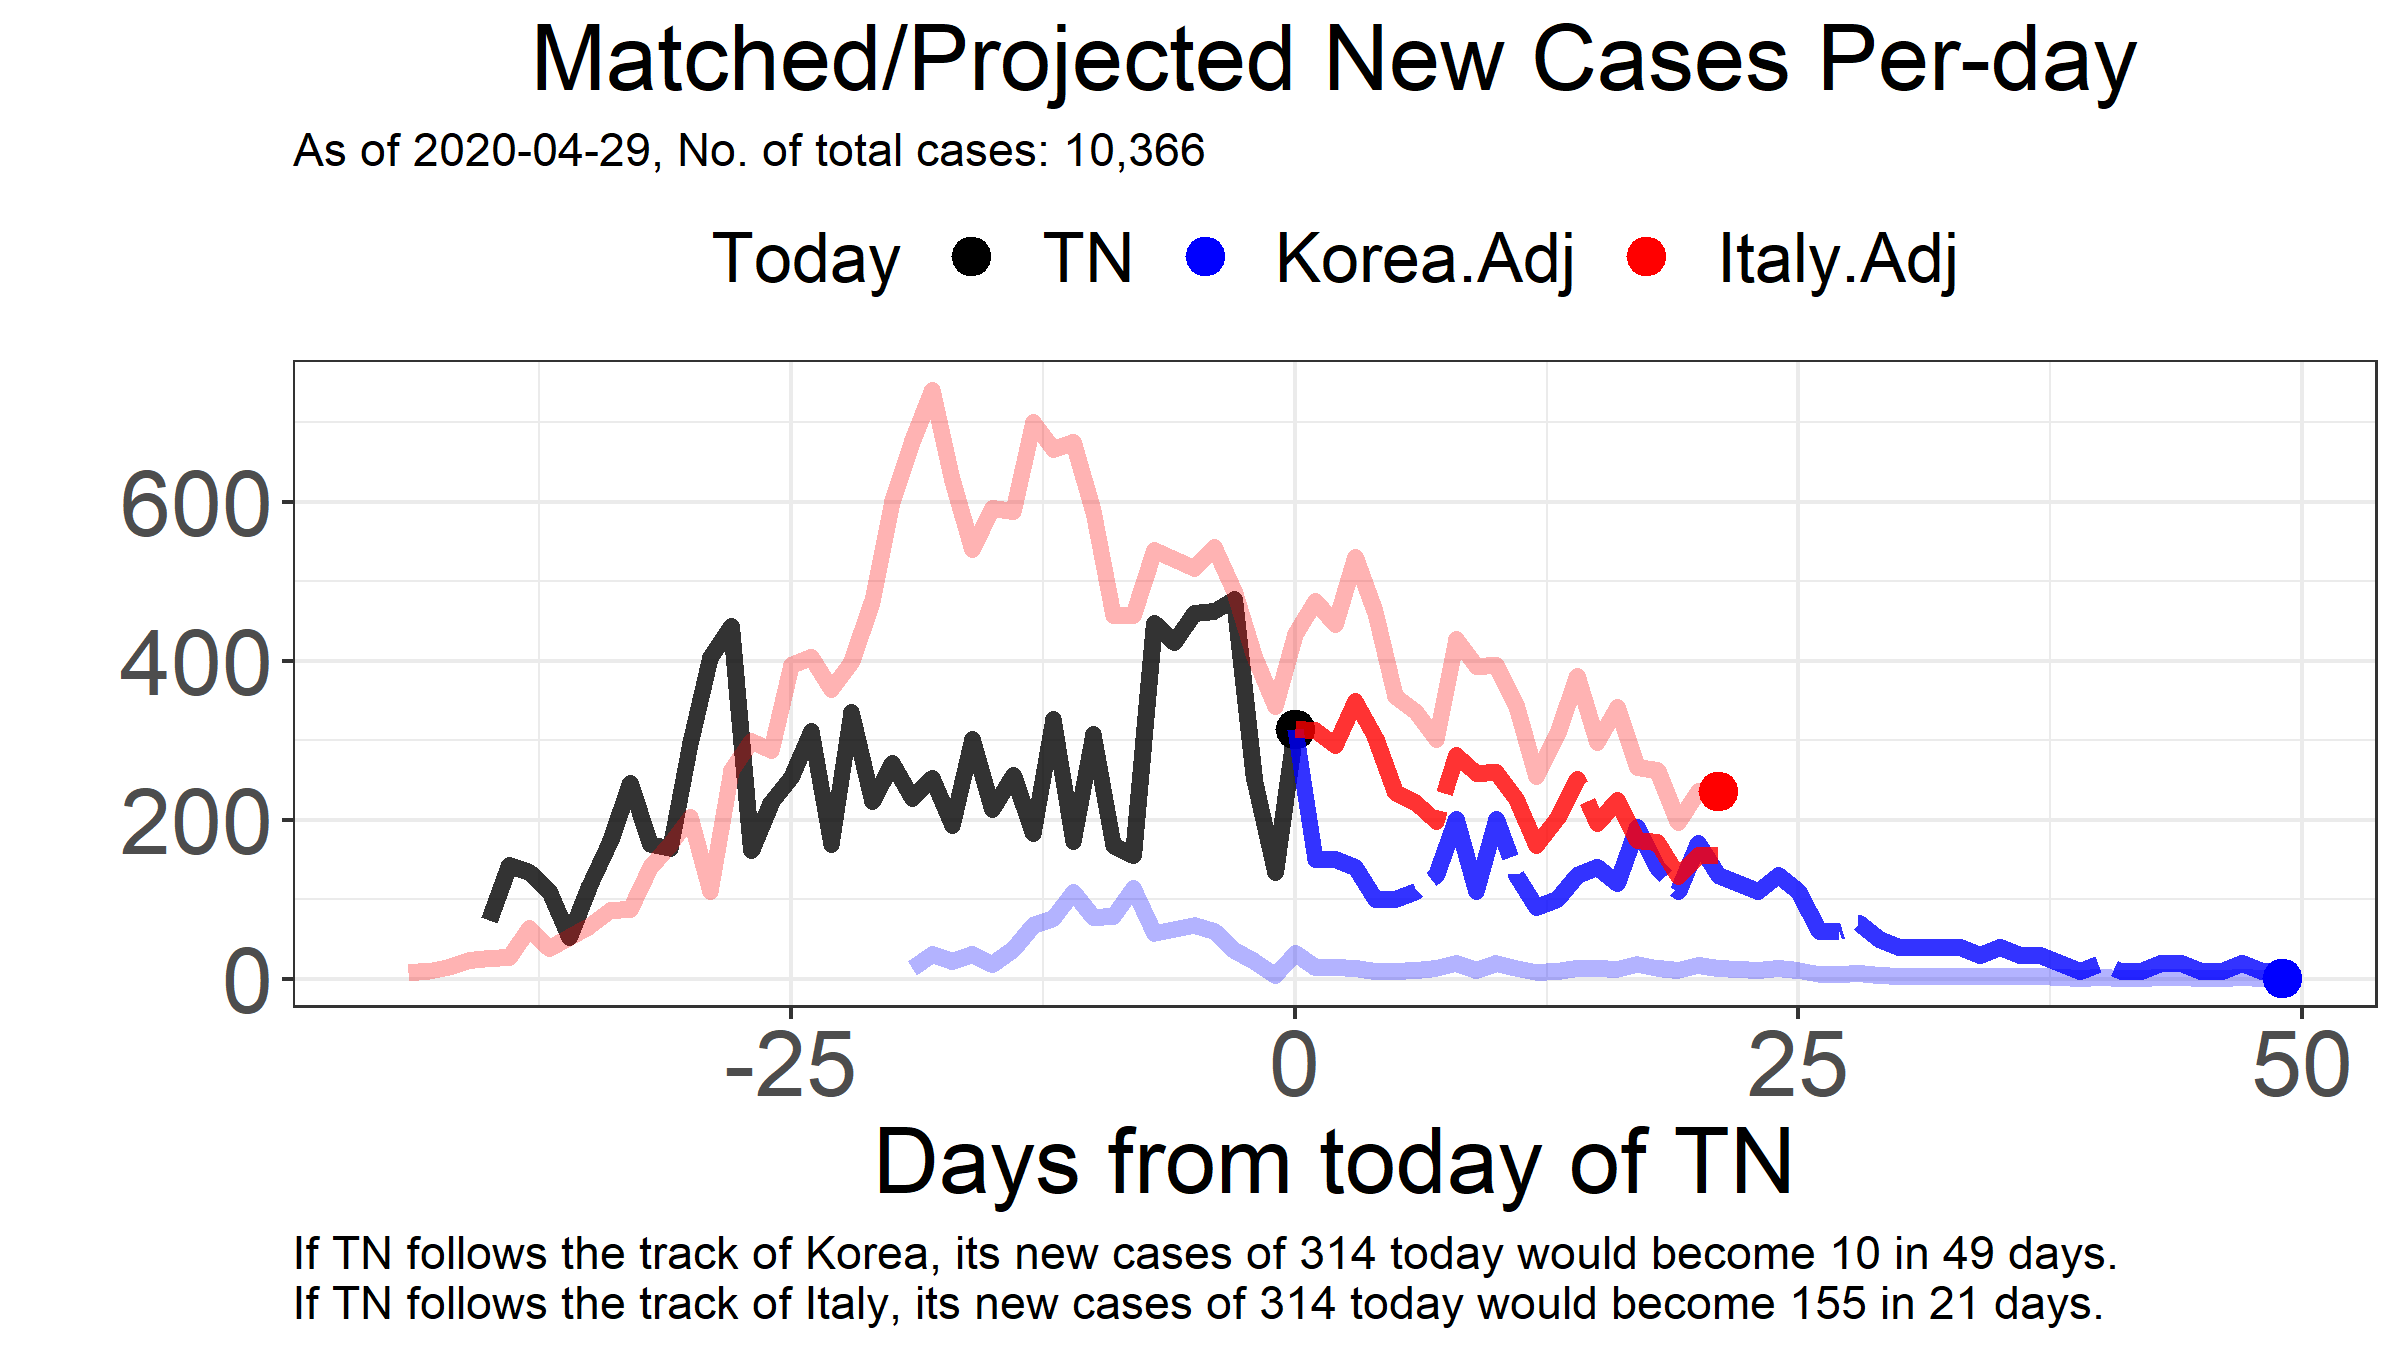 Matched/Projected New Cases Per-day
As of 2020-04-29, No. of total cases: 10,366
Today TN Korea.Adj Italy.Adj
600
400
200
0
-25 0 25 50
Days from today of TN
If TN follows the track of Korea, its new cases of 314 today would become 10 in 49 days.
If TN follows the track of Italy, its new cases of 314 today would become 155 in 21 days.